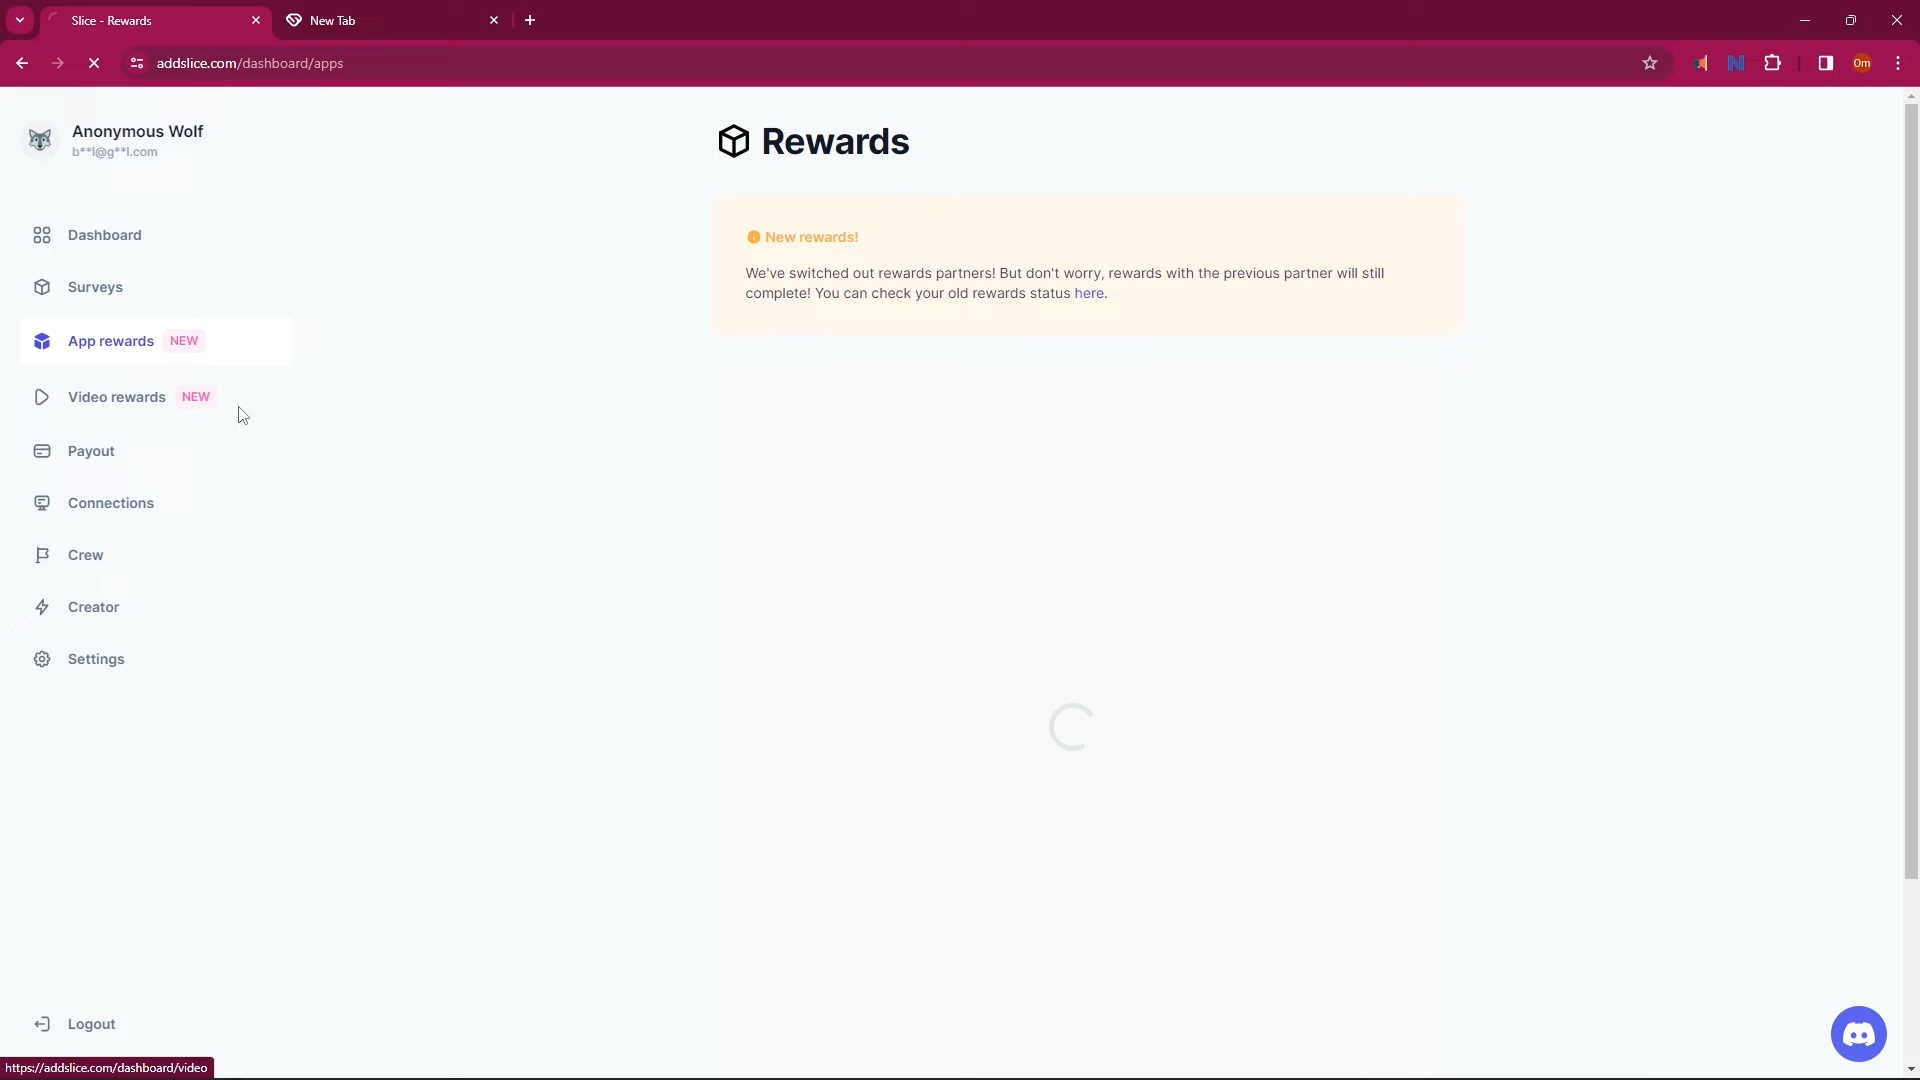 Slice - Rewards
New Tab
addslice.com/dashboard/apps
Om
Anonymous Wolf
b**l@g**l.com
Dashboard
Surveys
App rewards NEW
Video rewards NEW
Payout
Connections
Crew
Creator
Settings
Logout
Rewards
New rewards!
We've switched out rewards partners! But don't worry, rewards with the previous partner will still
complete! You can check your old rewards status here.
https://addslice.com/dashboard/video